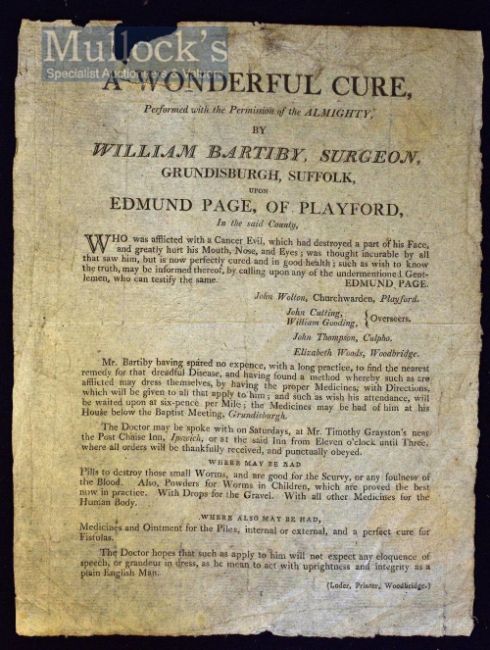 Mullock's
Specialist Auctioneers & Valuers
A WONDERFUL CURE,
Performed with the Permission of the ALMIGHTY,
BY
WILLIAM BARTIBY, SURGEON,
GRUNDISBURGH, SUFFOLK,
UPON
EDMUND PAGE, OF PLAYFORD,
In the said County,
WHO was afflicted with a Cancer Evil, which had destroyed a part of his Face,
and greatly hurt his Mouth, Nose, and Eyes; was thought incurable by all
that saw him, but is now perfectly cured and in good health; such as wish to know
the truth, may be informed thereof, by calling upon any of the undermentioned Gent-
lemen, who can testify the same. EDMUND PAGE.
John Wolton, Churchwarden, Playford.
John Cutting,
William Gooding, } Overseers.
John Thompson, Culpho.
Elizabeth Woods, Woodbridge.
Mr. Bartiby having spared no expence, with a long practice, to find the nearest
remedy for that dreadful Disease, and having found a method whereby such as are
afflicted may dress themselves, by having the proper Medicines, with Directions,
which will be given to all that apply to him; and such as wish his attendance, will
be waited upon at six-pence per Mile; the Medicines may be had of him at his
House below the Baptist Meeting, Grundisburgh.
The Doctor may be spoke with on Saturdays, at Mr. Timothy Grayston's near
the Post Chaise Inn, Ipswich, or at the said Inn from Eleven o'clock until Three,
where all orders will be thankfully received, and punctually obeyed.
WHERE MAY BE HAD
Pills to destroy those small Worms, and are good for the Scurvy, or any foulness of
the Blood. Also, Powders for Worms in Children, which are proved the best
now in practice. With Drops for the Gravel. With all other Medicines for the
Human Body.
WHERE ALSO MAY BE HAD,
Medicines and Ointment for the Piles, internal or external, and a perfect cure for
Fistolas.
The Doctor hopes that such as apply to him will not expect any eloquence of
speech, or grandeur in dress, as he mean to act with uprightness and integrity as a
plain English Man.
(Loder, Printer, Woodbridge.)